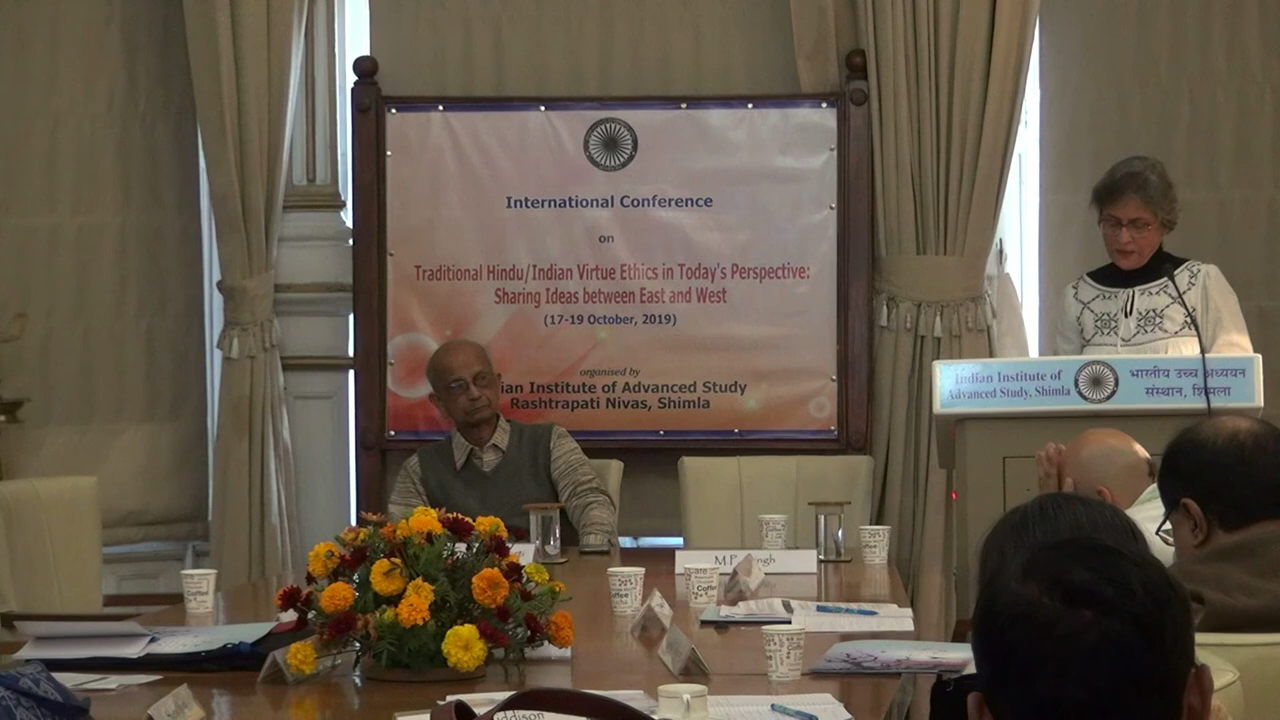 International Conference
on
Traditional Hindu/Indian Virtue Ethics in Today's Perspective:
Sharing Ideas between East and West
(17-19 October, 2019)
organised by
ian Institute of Advanced Study
Rashtrapati Nivas, Shimla
Indian Institute of
Advanced Study, Shimla
भारतीय उच्च अध्ययन
संस्थान, शिमला
Coffee
Coffee
ddison